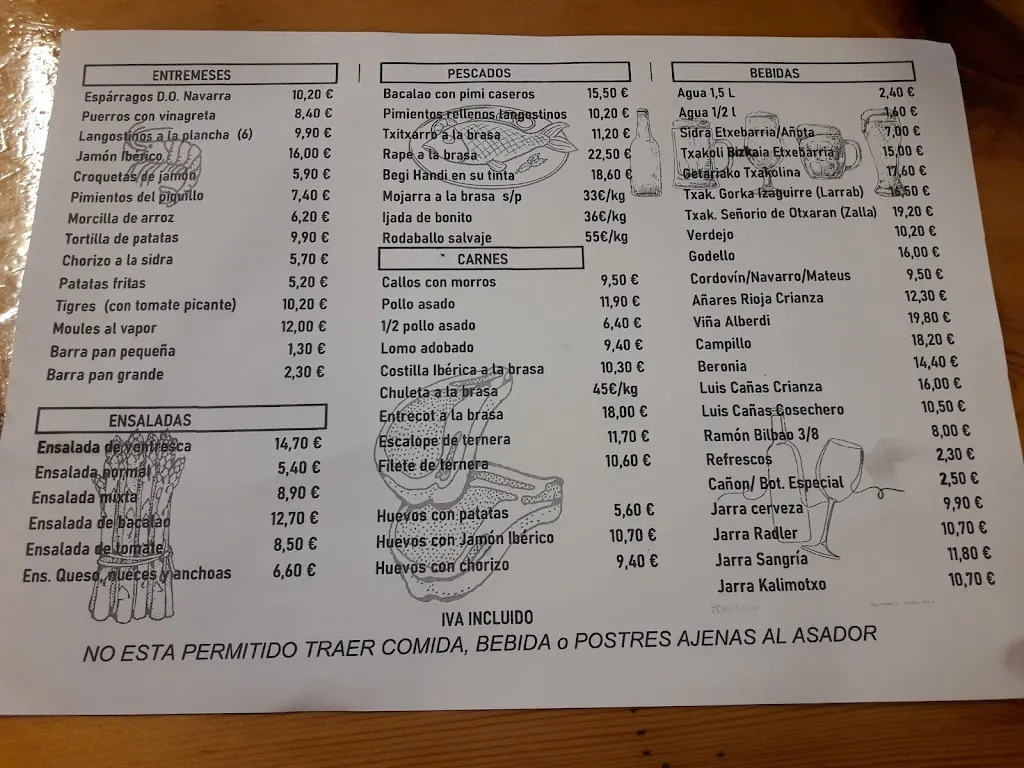 ENTREMESES
Espárragos D.O. Navarra 10,20 €
Puerros con vinagreta 8,40 €
Langostinos a la plancha (6) 9,90 €
Jamón Ibérico 16,00 €
Croquetas de jamón 5,90 €
Pimientos del piquillo 7,40 €
Morcilla de arroz 6,20 €
Tortilla de patatas 9,90 €
Chorizo a la sidra 5,70 €
Patatas fritas 5,20 €
Tigres (con tomate picante) 10,20 €
Moules al vapor 12,00 €
Barra pan pequeña 1,30 €
Barra pan grande 2,30 €
ENSALADAS
Ensalada de ventresca 14,70 €
Ensalada normal 5,40 €
Ensalada mixta 8,90 €
Ensalada de bacalao 12,70 €
Ensalada de tomate 8,50 €
Ens. Queso, nueces y anchoas 6,60 €
PESCADOS
Bacalao con pimi caseros 15,50 €
Pimientos rellenos langostinos 10,20 €
Txitxarro a la brasa 11,20 €
Rape a la brasa 22,50 €
Begi Handi en su tinta 18,60 €
Mojarra a la brasa s/p 33€/kg
Ijada de bonito 36€/kg
Rodaballo salvaje 55€/kg
CARNES
Callos con morros 9,50 €
Pollo asado 11,90 €
1/2 pollo asado 6,40 €
Lomo adobado 9,40 €
Costilla Ibérica a la brasa 10,30 €
Chuleta a la brasa 45€/kg
Entrecot a la brasa 18,00 €
Escalope de ternera 11,70 €
Filete de ternera 10,60 €
Huevos con patatas 5,60 €
Huevos con Jamón Ibérico 10,70 €
Huevos con chorizo 9,40 €
BEBIDAS
Agua 1,5 L 2,40 €
Agua 1/2 l 1,60 €
Sidra Etxebarria/Añota 7,00 €
Txakoli Bizkaia Etxebarria 15,00 €
Getariako Txakolina 17,60 €
Txak. Gorka Izaguirre (Larrab) 16,50 €
Txak. Señorio de Otxaran (Zalla) 19,20 €
Verdejo 10,20 €
Godello 16,00 €
Cordovín/Navarro/Mateus 9,50 €
Añares Rioja Crianza 12,30 €
Viña Alberdi 19,80 €
Campillo 18,20 €
Beronia 14,40 €
Luis Cañas Crianza 16,00 €
Luis Cañas Cosechero 10,50 €
Ramón Bilbao 3/8 8,00 €
Refrescos 2,30 €
Cañon/ Bot. Especial 2,50 €
Jarra cerveza 9,90 €
Jarra Radler 10,70 €
Jarra Sangría 11,80 €
Jarra Kalimotxo 10,70 €
IVA INCLUIDO
NO ESTA PERMITIDO TRAER COMIDA, BEBIDA o POSTRES AJENAS AL ASADOR